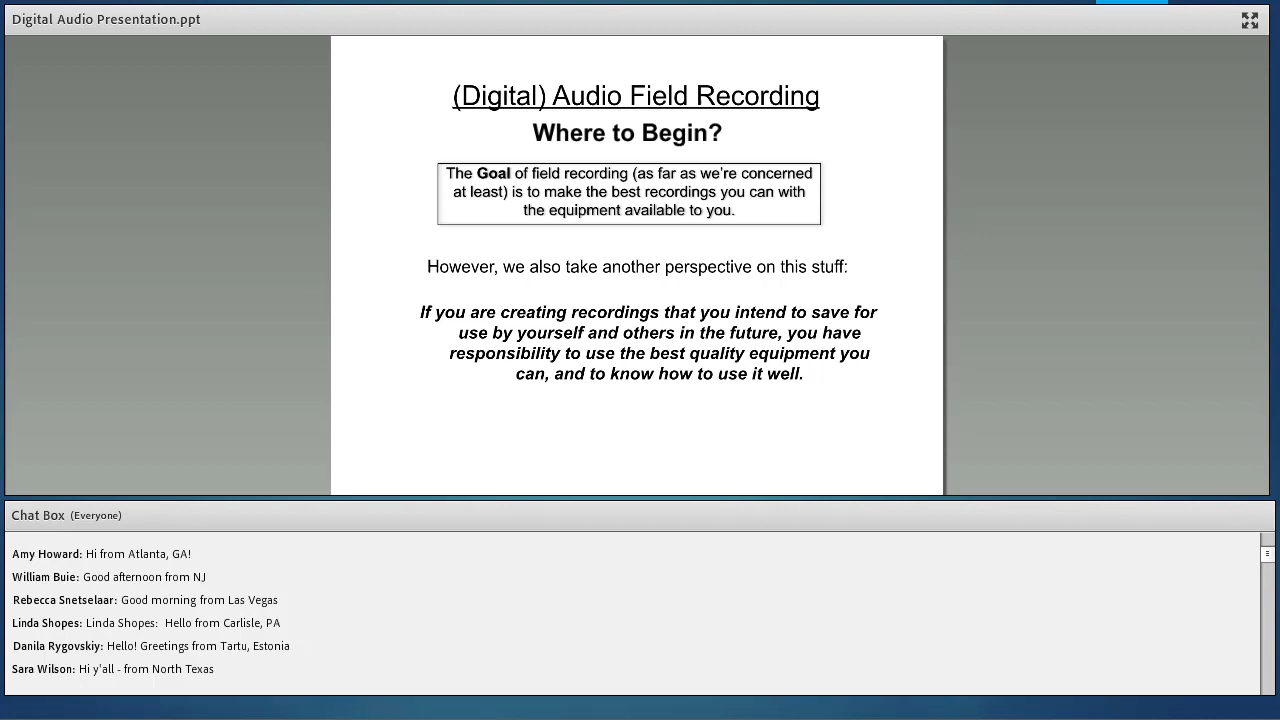 Digital Audio Presentation.ppt
(Digital) Audio Field Recording
Where to Begin?
The Goal of field recording (as far as we're concerned
at least) is to make the best recordings you can with
the equipment available to you.
However, we also take another perspective on this stuff:
If you are creating recordings that you intend to save for
use by yourself and others in the future, you have
responsibility to use the best quality equipment you
can, and to know how to use it well.
Chat Box (Everyone)
Amy Howard: Hi from Atlanta, GA!
William Buie: Good afternoon from NJ
Rebecca Snetselaar: Good morning from Las Vegas
Linda Shopes: Linda Shopes: Hello from Carlisle, PA
Danila Rygovskiy: Hello! Greetings from Tartu, Estonia
Sara Wilson: Hi y'all - from North Texas